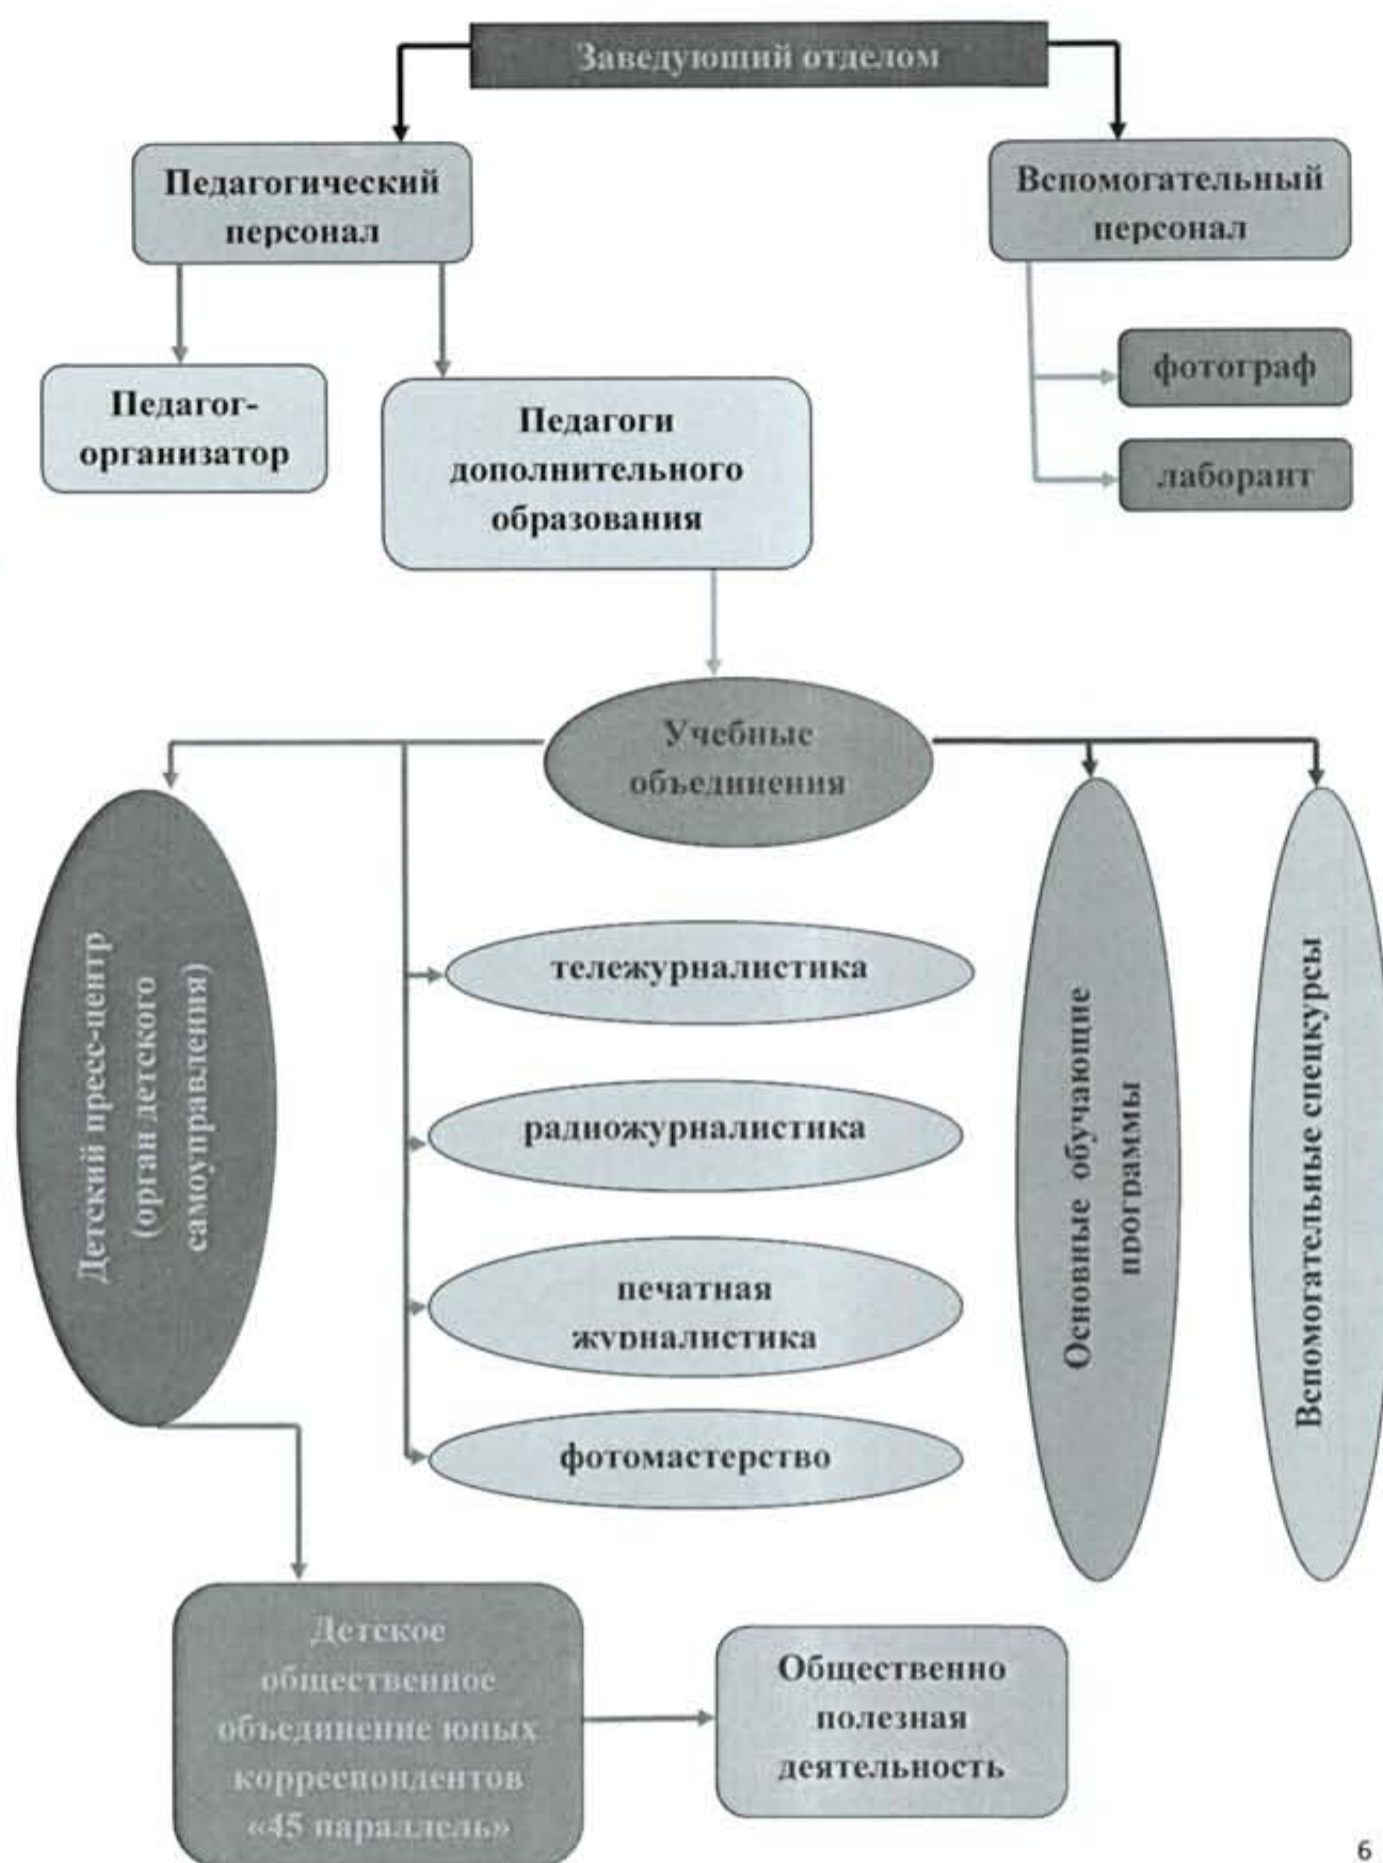 Заведующий отделом
Педагогический
персонал
Вспомогательный
персонал
фотограф
лаборант
Педагог-
организатор
Педагоги
дополнительного
образования
Учебные
объединения
Детский пресс-центр
(орган детского
самоуправления)
тележурналистика
радиожурналистика
печатная
журналистика
фотомастерство
Основные обучающие
программы
Вспомогательные спецкурсы
Детское
общественное
объединение юных
корреспондентов
«45 параллель»
Общественно
полезная
деятельность
6